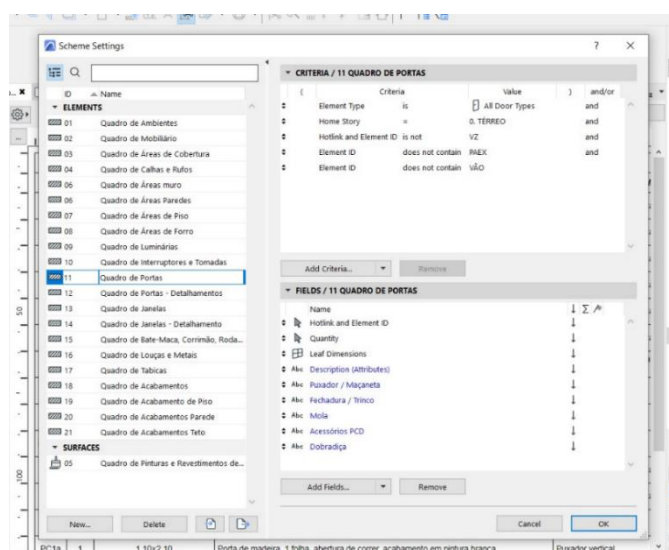 Scheme Settings
ID Name
ELEMENTS
01 Quadro de Ambientes
02 Quadro de Mobiliário
03 Quadro de Áreas de Cobertura
04 Quadro de Calhas e Rufos
06 Quadro de Áreas muro
06 Quadro de Áreas Paredes
07 Quadro de Áreas de Piso
08 Quadro de Áreas de Forro
09 Quadro de Luminárias
10 Quadro de Interruptores e Tomadas
11 Quadro de Portas
12 Quadro de Portas - Detalhamentos
13 Quadro de Janelas
14 Quadro de Janelas - Detalhamento
15 Quadro de Bate-Maca, Corrimão, Roda...
16 Quadro de Louças e Metais
17 Quadro de Tabicas
18 Quadro de Acabamentos
19 Quadro de Acabamento de Piso
20 Quadro de Acabamentos Parede
21 Quadro de Acabamentos Teto
SURFACES
05 Quadro de Pinturas e Revestimentos de...
New... Delete
CRITERIA / 11 QUADRO DE PORTAS
( Criteria Value ) and/or
Element Type is All Door Types and
Home Story = 0. TÉRREO and
Hotlink and Element ID is not VZ and
Element ID does not contain PAEX and
Element ID does not contain VÃO
Add Criteria... Remove
FIELDS / 11 QUADRO DE PORTAS
Name
Hotlink and Element ID
Quantity
Leaf Dimensions
Abc Description (Attributes)
Abc Puxador / Maçaneta
Abc Fechadura / Trinco
Abc Mola
Abc Acessórios PCD
Abc Dobradiça
Add Fields... Remove
Cancel OK
PC1a 1 1,10x2,10 Porta de madeira, 1 folha, abertura de correr, acabamento em pintura branca Puxador vertical